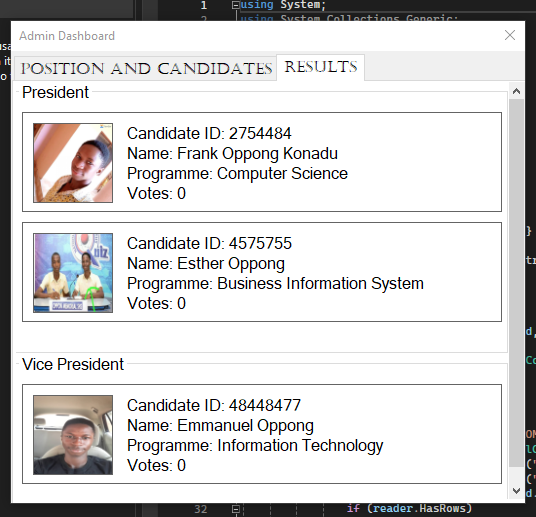 1 using System;
2 using System.Collections.Generic;
Admin Dashboard
POSITION AND CANDIDATES RESULTS
President
Candidate ID: 2754484
Name: Frank Oppong Konadu
Programme: Computer Science
Votes: 0
Candidate ID: 4575755
Name: Esther Oppong
Programme: Business Information System
Votes: 0
Vice President
Candidate ID: 48448477
Name: Emmanuel Oppong
Programme: Information Technology
Votes: 0
32 if (reader.HasRows)